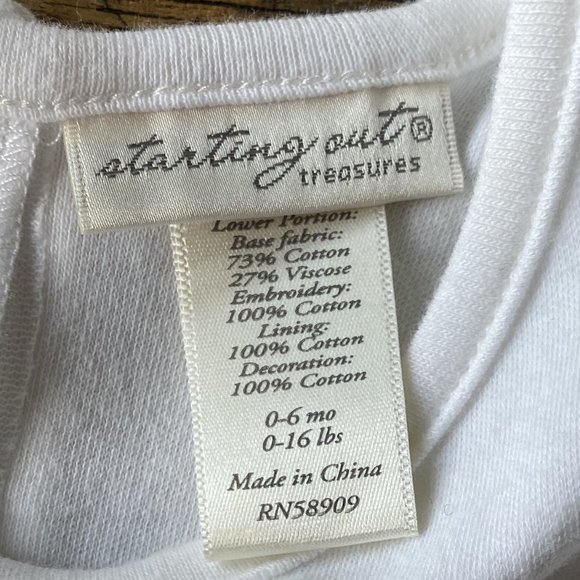 starting out®
treasures
Lower Portion:
Base fabric:
73% Cotton
27% Viscose
Embroidery:
100% Cotton
Lining:
100% Cotton
Decoration:
100% Cotton
0-6 mo
0-16 lbs
Made in China
RN58909